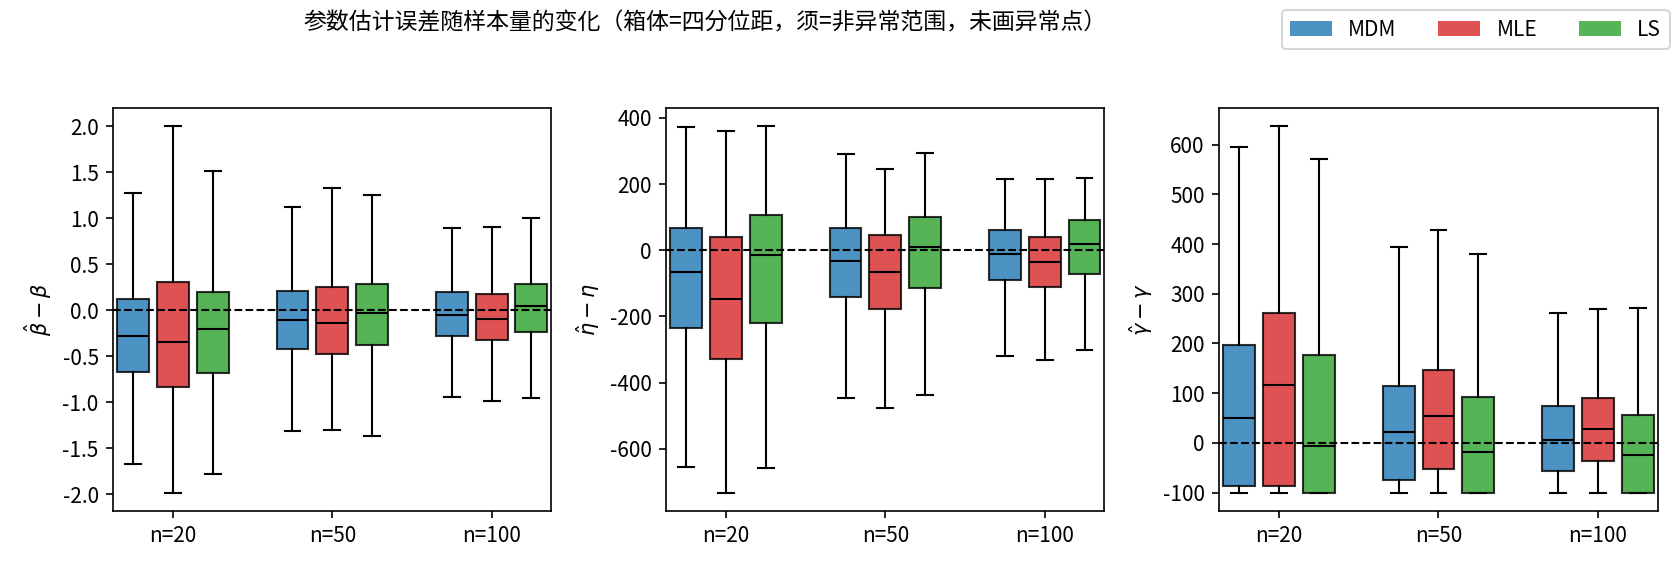 参数估计误差随样本量的变化（箱体=四分位距，须=非异常范围，未画异常点）
MDM MLE LS
2.0
1.5
1.0
0.5
0.0
-0.5
-1.0
-1.5
-2.0
β̂ − β
n=20 n=50 n=100
400
200
0
-200
-400
-600
η̂ − η
n=20 n=50 n=100
600
500
400
300
200
100
0
-100
γ̂ − γ
n=20 n=50 n=100